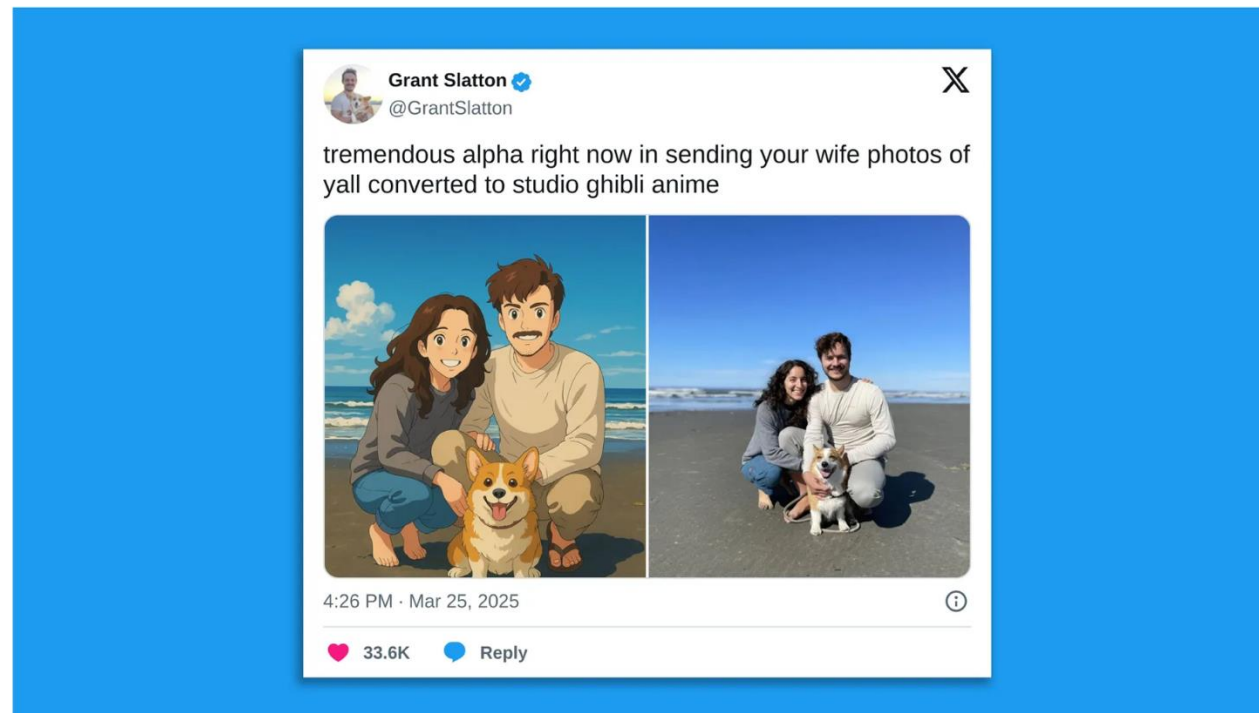 Grant Slatton
@GrantSlatton
tremendous alpha right now in sending your wife photos of
yall converted to studio ghibli anime
4:26 PM · Mar 25, 2025
33.6K Reply